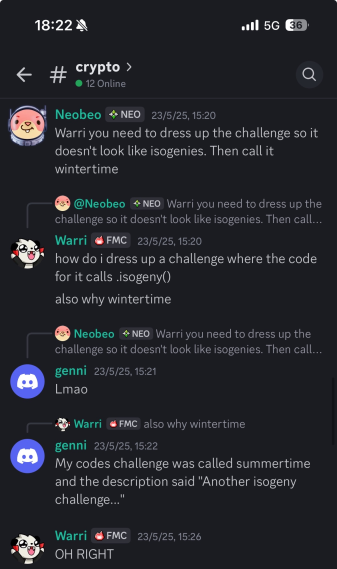 18:22
5G 36
# crypto >
12 Online
Neobeo NEO 23/5/25, 15:20
Warri you need to dress up the challenge so it
doesn't look like isogenies. Then call it
wintertime
@Neobeo NEO Warri you need to dress up the
challenge so it doesn't look like isogenies. Then call...
Warri FMC 23/5/25, 15:20
how do i dress up a challenge where the code
for it calls .isogeny()
also why wintertime
Neobeo NEO Warri you need to dress up the
challenge so it doesn't look like isogenies. Then call...
genni 23/5/25, 15:21
Lmao
Warri FMC also why wintertime
genni 23/5/25, 15:22
My codes challenge was called summertime
and the description said "Another isogeny
challenge..."
Warri FMC 23/5/25, 15:26
OH RIGHT